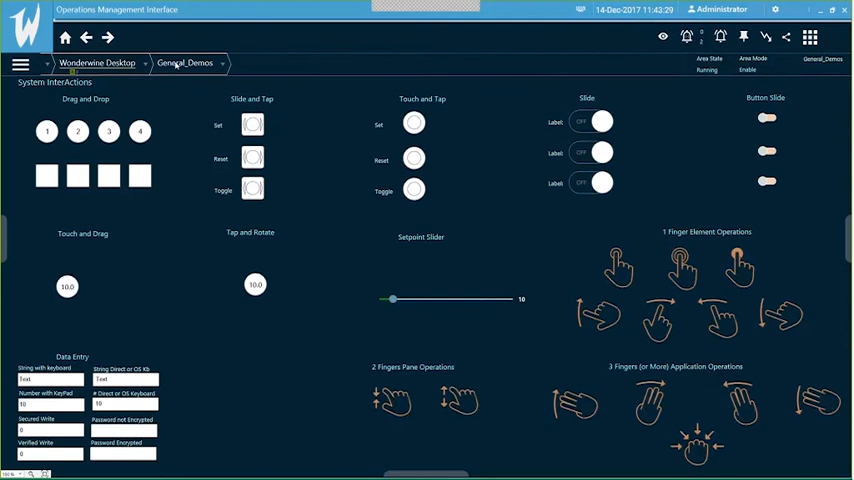 Operations Management Interface
14-Dec-2017 11:43:29
Administrator
0
2
Wonderwine Desktop
General_Demos
Area State
Running
Area Mode
Enable
General_Demos
System InterActions
Drag and Drop
1 2 3 4
Slide and Tap
Set
Reset
Toggle
Touch and Tap
Set
Reset
Toggle
Slide
Label: OFF
Label: OFF
Label: OFF
Button Slide
Touch and Drag
10.0
Tap and Rotate
10.0
Setpoint Slider
10
1 Finger Element Operations
Data Entry
String with keyboard
Text
String Direct or OS Kb
Text
Number with KeyPad
10
# Direct or OS Keyboard
10
Secured Write
0
Password not Encrypted
Verified Write
0
Password Encrypted
2 Fingers Pane Operations
3 Fingers (or More) Application Operations
100 %